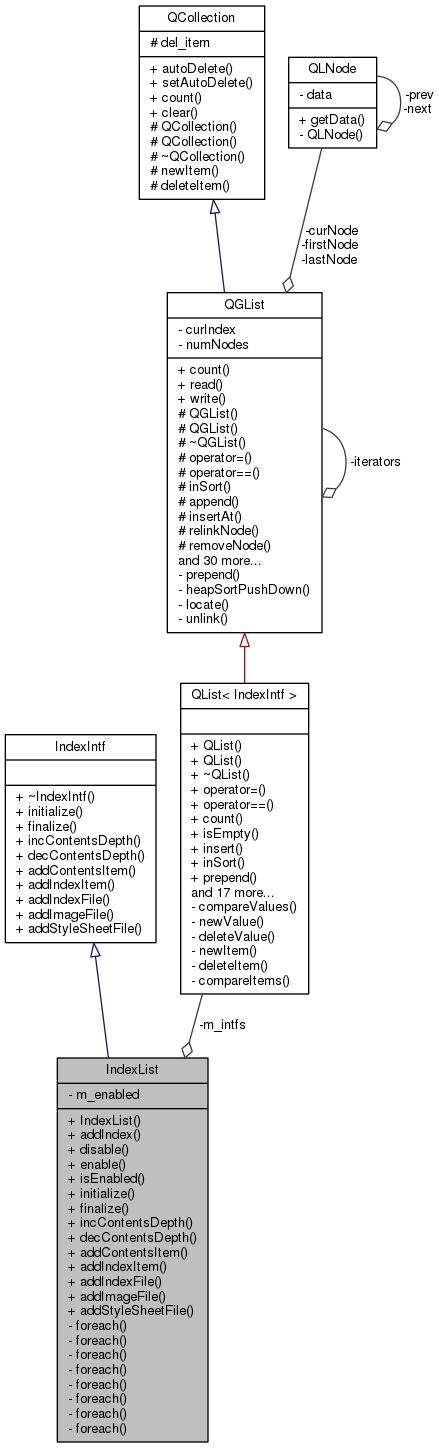 QCollection
# del_item
+ autoDelete()
+ setAutoDelete()
+ count()
+ clear()
# QCollection()
# QCollection()
# ~QCollection()
# newItem()
# deleteItem()
QLNode
- data
+ getData()
- QLNode()
-prev
-next
-curNode
-firstNode
-lastNode
QGList
- curIndex
- numNodes
+ count()
+ read()
+ write()
# QGList()
# QGList()
# ~QGList()
# operator=()
# operator==()
# inSort()
# append()
# insertAt()
# relinkNode()
# removeNode()
and 30 more...
- prepend()
- heapSortPushDown()
- locate()
- unlink()
-iterators
QList< IndexIntf >
+ QList()
+ QList()
+ ~QList()
+ operator=()
+ operator==()
+ count()
+ isEmpty()
+ insert()
+ inSort()
+ prepend()
and 17 more...
- compareValues()
- newValue()
- deleteValue()
- newItem()
- deleteItem()
- compareItems()
IndexIntf
+ ~IndexIntf()
+ initialize()
+ finalize()
+ incContentsDepth()
+ decContentsDepth()
+ addContentsItem()
+ addIndexItem()
+ addIndexFile()
+ addImageFile()
+ addStyleSheetFile()
-m_intfs
IndexList
- m_enabled
+ IndexList()
+ addIndex()
+ disable()
+ enable()
+ isEnabled()
+ initialize()
+ finalize()
+ incContentsDepth()
+ decContentsDepth()
+ addContentsItem()
+ addIndexItem()
+ addIndexFile()
+ addImageFile()
+ addStyleSheetFile()
- foreach()
- foreach()
- foreach()
- foreach()
- foreach()
- foreach()
- foreach()
- foreach()